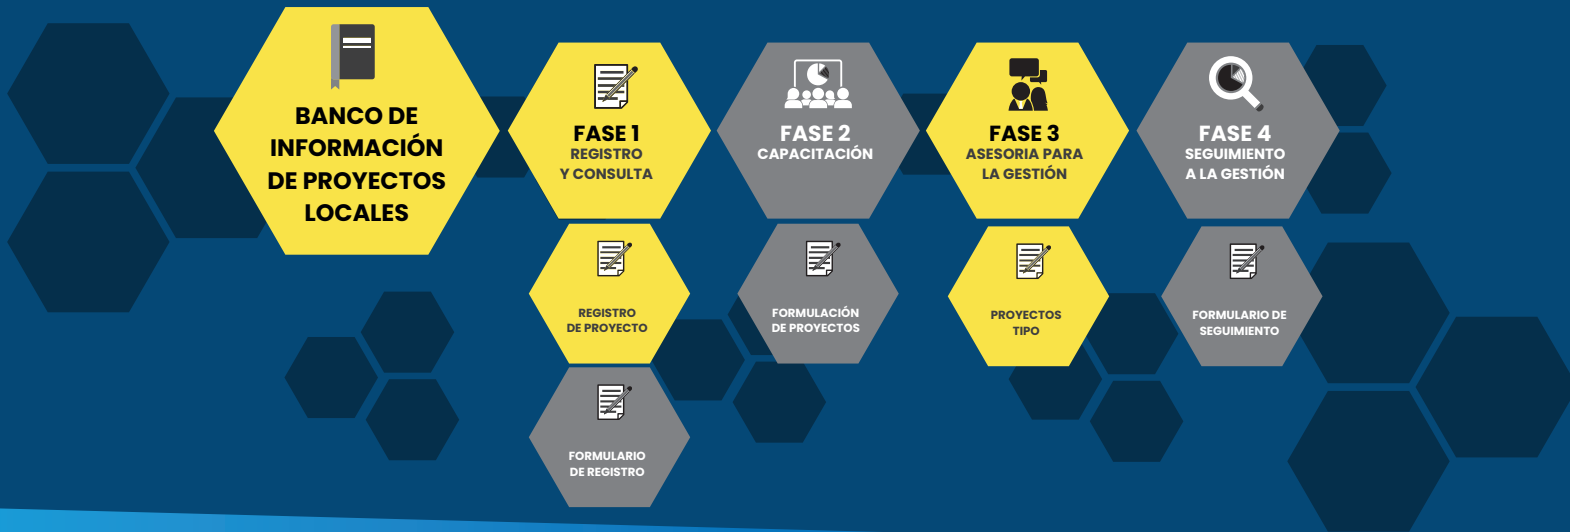 BANCO DE
INFORMACIÓN
DE PROYECTOS
LOCALES
FASE 1
REGISTRO
Y CONSULTA
REGISTRO
DE PROYECTO
FORMULARIO
DE REGISTRO
FASE 2
CAPACITACIÓN
FORMULACIÓN
DE PROYECTOS
FASE 3
ASESORIA PARA
LA GESTIÓN
PROYECTOS
TIPO
FASE 4
SEGUIMIENTO
A LA GESTIÓN
FORMULARIO DE
SEGUIMIENTO